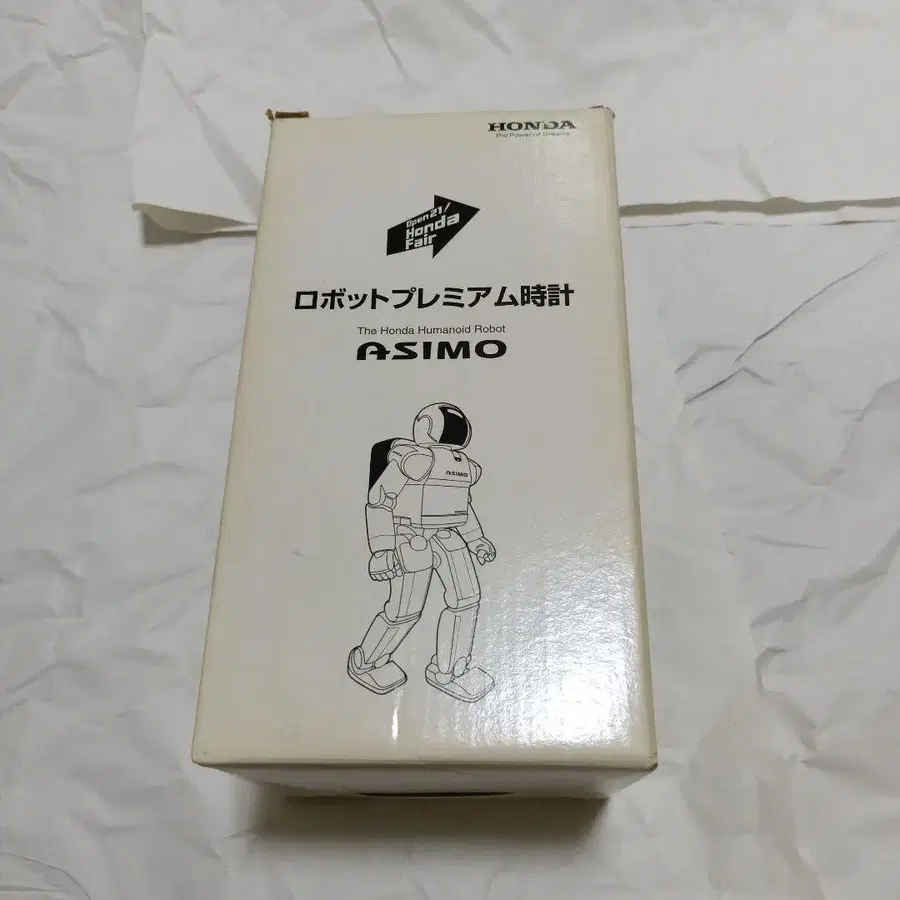 HONDA
The Power of Dreams
Open 21/
Honda
Fair
ロボットプレミアム時計
The Honda Humanoid Robot
ASIMO
ASIMO